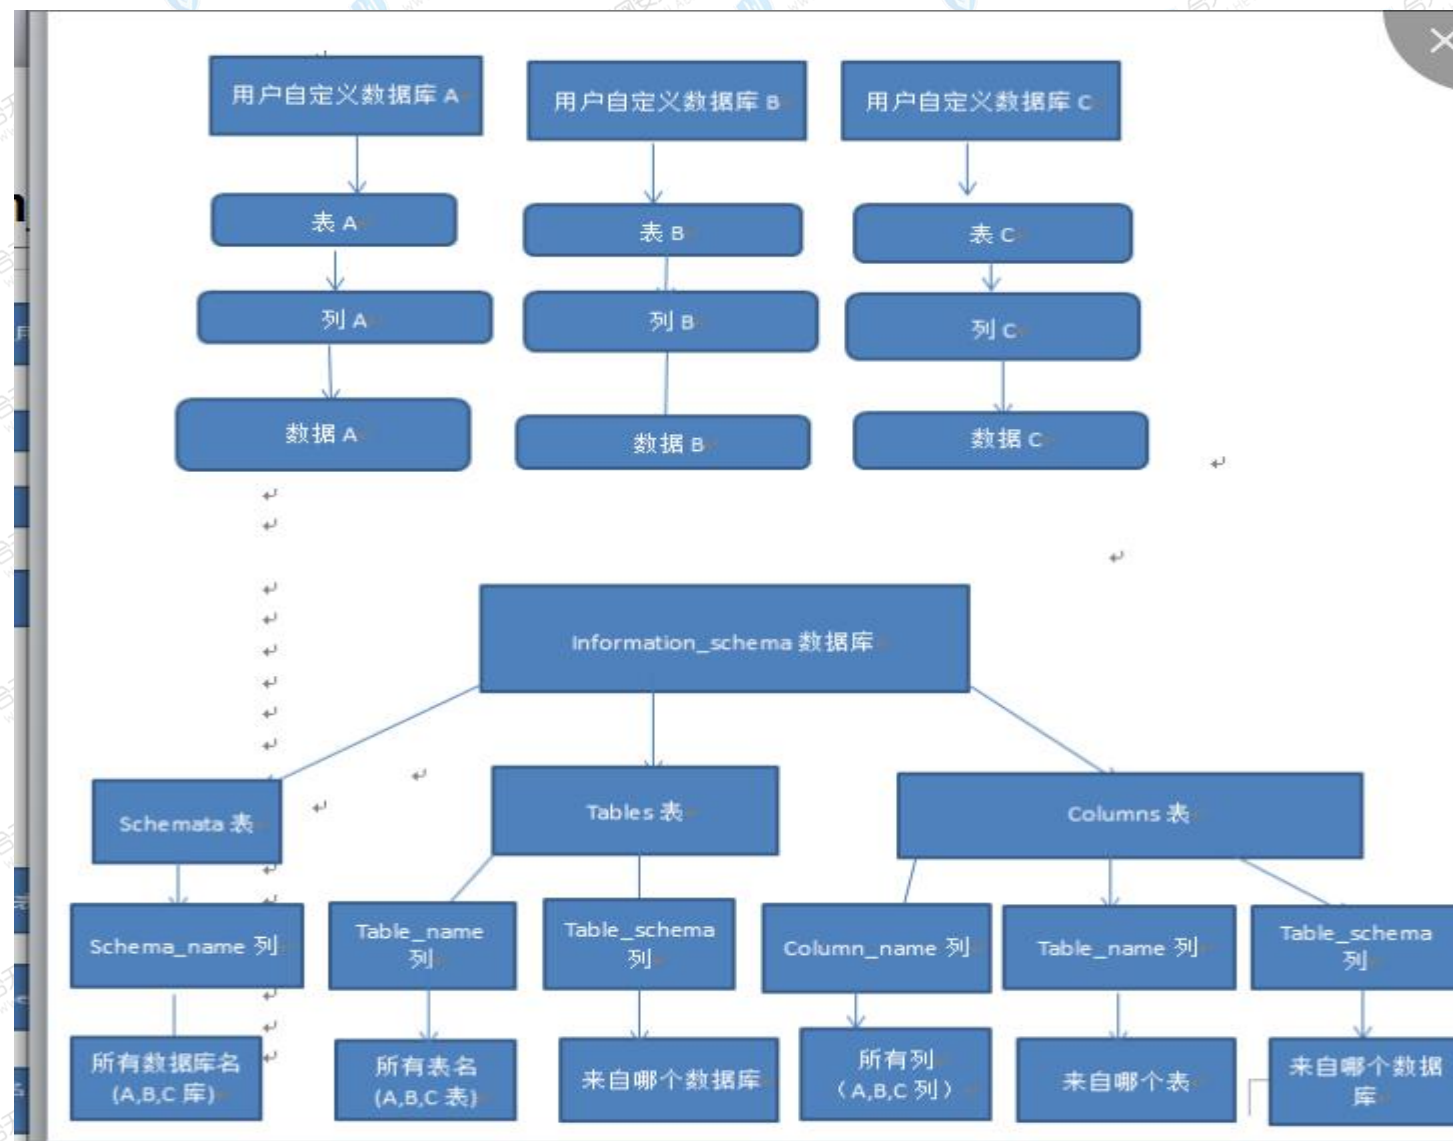 用户自定义数据库 A
用户自定义数据库 B
用户自定义数据库 C
表 A
表 B
表 C
列 A
列 B
列 C
数据 A
数据 B
数据 C
Information_schema 数据库
Schemata 表
Tables 表
Columns 表
Schema_name 列
Table_name
列
Table_schema
列
Column_name 列
Table_name 列
Table_schema
列
所有数据库名
(A,B,C 库)
所有表名
(A,B,C 表)
来自哪个数据库
所有列
（A,B,C 列）
来自哪个表
来自哪个数据
库